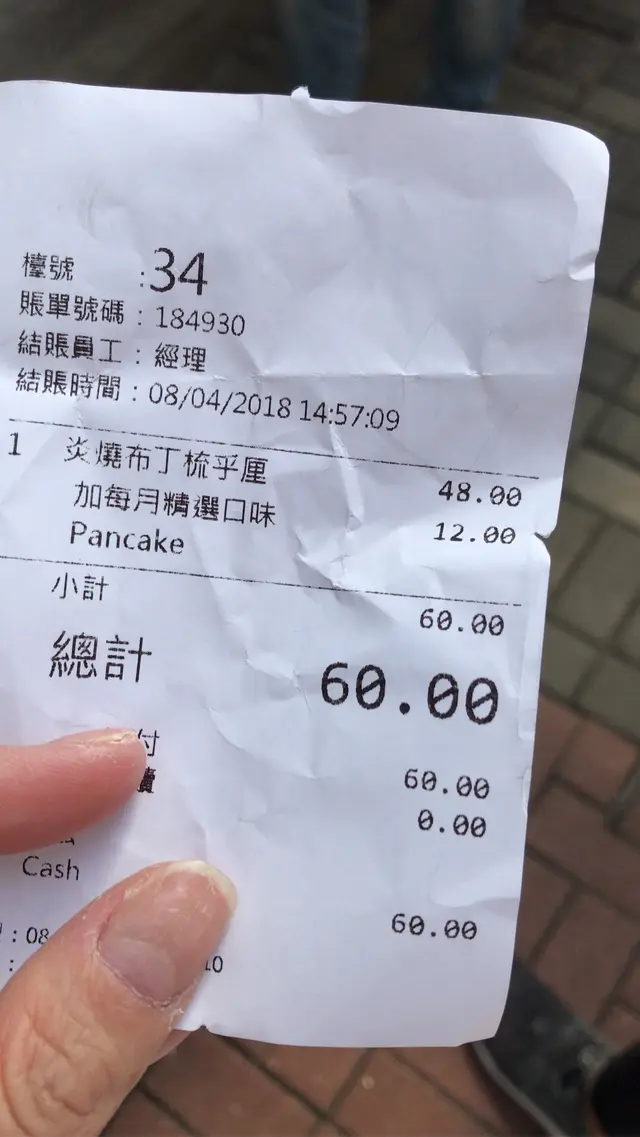 檯號 :34
賬單號碼 : 184930
結賬員工 : 經理
結賬時間 : 08/04/2018 14:57:09
1 炎燒布丁梳乎厘 48.00
加每月精選口味 12.00
Pancake
小計 60.00
總計 60.00
付 60.00
0.00
Cash 60.00
: 08
: 10